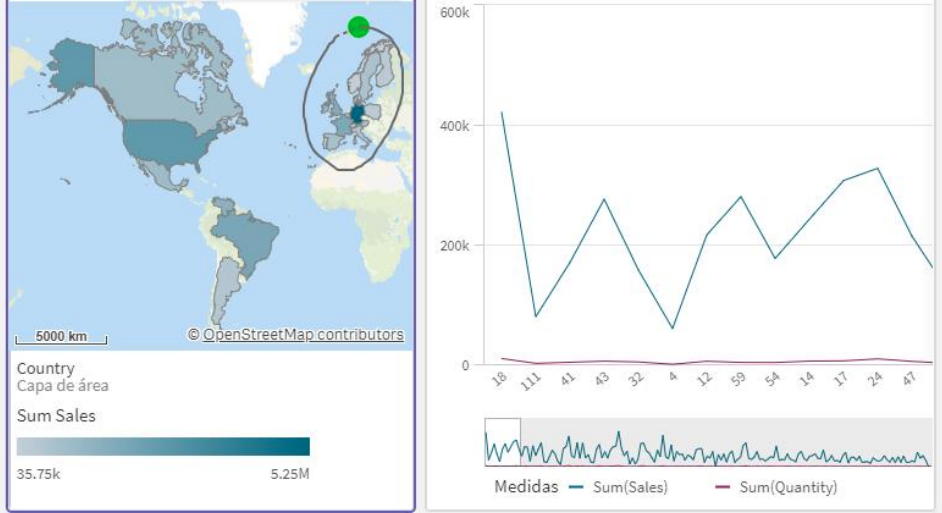 5000 km
© OpenStreetMap contributors
Country
Capa de área
Sum Sales
35.75k 5.25M
600k
400k
200k
0
18 111 41 43 32 4 12 59 54 14 17 24 47
Medidas Sum(Sales) Sum(Quantity)